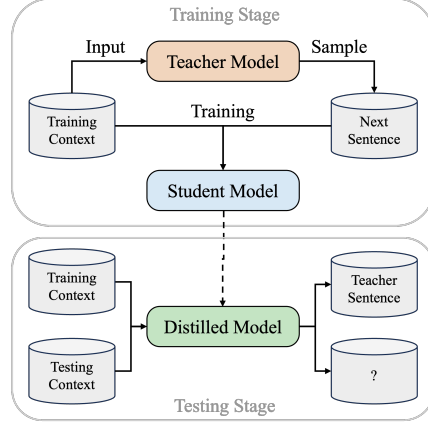 Training Stage
Input
Teacher Model
Sample
Training
Context
Training
Next
Sentence
Student Model
Training
Context
Teacher
Sentence
Distilled Model
Testing
Context
?
Testing Stage